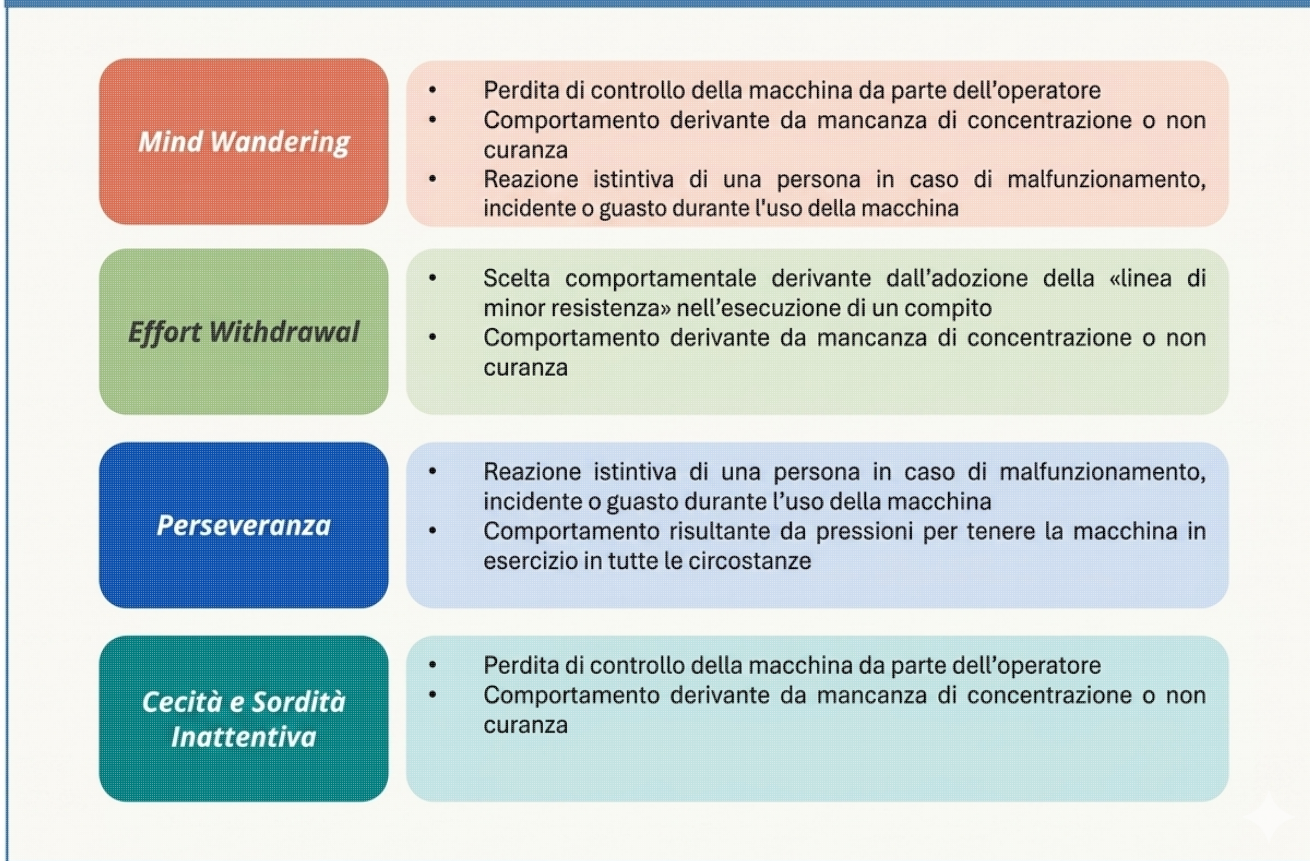 Mind Wandering
• Perdita di controllo della macchina da parte dell’operatore
• Comportamento derivante da mancanza di concentrazione o non
curanza
• Reazione istintiva di una persona in caso di malfunzionamento,
incidente o guasto durante l'uso della macchina
Effort Withdrawal
• Scelta comportamentale derivante dall’adozione della «linea di
minor resistenza» nell’esecuzione di un compito
• Comportamento derivante da mancanza di concentrazione o non
curanza
Perseveranza
• Reazione istintiva di una persona in caso di malfunzionamento,
incidente o guasto durante l’uso della macchina
• Comportamento risultante da pressioni per tenere la macchina in
esercizio in tutte le circostanze
Cecità e Sordità
Inattentiva
• Perdita di controllo della macchina da parte dell’operatore
• Comportamento derivante da mancanza di concentrazione o non
curanza